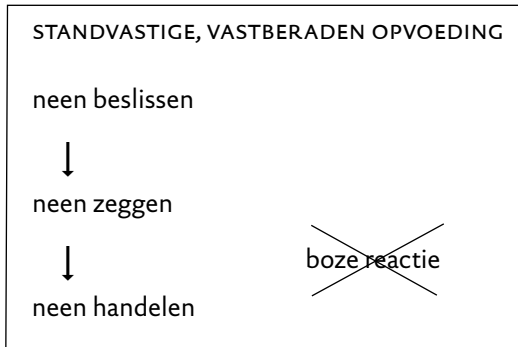 STANDVASTIGE, VASTBERADEN OPVOEDING
neen beslissen
neen zeggen
boze reactie
neen handelen